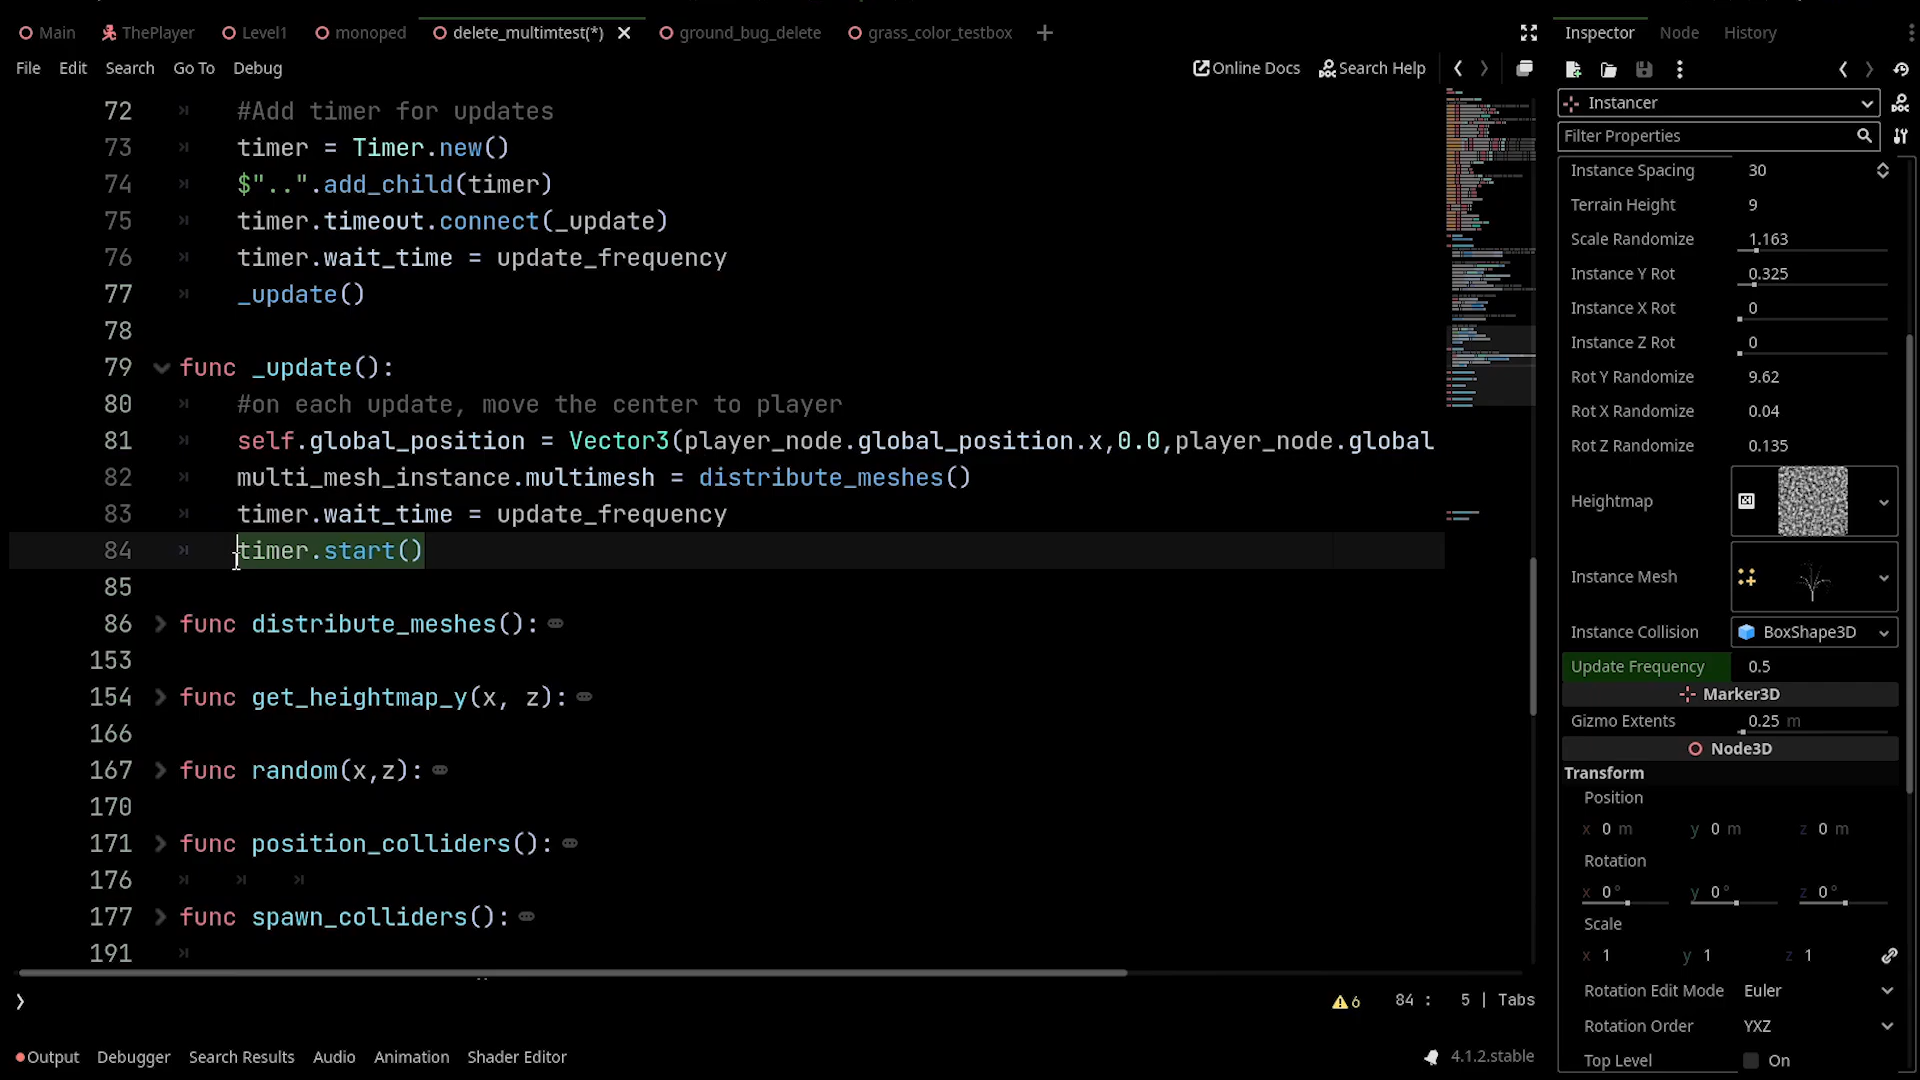 Main ThePlayer Level1 monoped delete_multimtest(*) ground_bug_delete grass_color_testbox
File Edit Search Go To Debug Online Docs Search Help
72 #Add timer for updates
73 timer = Timer.new()
74 $"..".add_child(timer)
75 timer.timeout.connect(_update)
76 timer.wait_time = update_frequency
77 _update()
78
79 func _update():
80 #on each update, move the center to player
81 self.global_position = Vector3(player_node.global_position.x,0.0,player_node.global
82 multi_mesh_instance.multimesh = distribute_meshes()
83 timer.wait_time = update_frequency
84 timer.start()
85
86 func distribute_meshes():
153
154 func get_heightmap_y(x, z):
166
167 func random(x,z):
170
171 func position_colliders():
176
177 func spawn_colliders():
191
6 84 : 5 | Tabs
Output Debugger Search Results Audio Animation Shader Editor 4.1.2.stable
Inspector Node History
Instancer
Filter Properties
Instance Spacing 30
Terrain Height 9
Scale Randomize 1.163
Instance Y Rot 0.325
Instance X Rot 0
Instance Z Rot 0
Rot Y Randomize 9.62
Rot X Randomize 0.04
Rot Z Randomize 0.135
Heightmap
Instance Mesh
Instance Collision BoxShape3D
Update Frequency 0.5
Marker3D
Gizmo Extents 0.25 m
Node3D
Transform
Position
x 0 m y 0 m z 0 m
Rotation
x 0° y 0° z 0°
Scale
x 1 y 1 z 1
Rotation Edit Mode Euler
Rotation Order YXZ
Top Level On